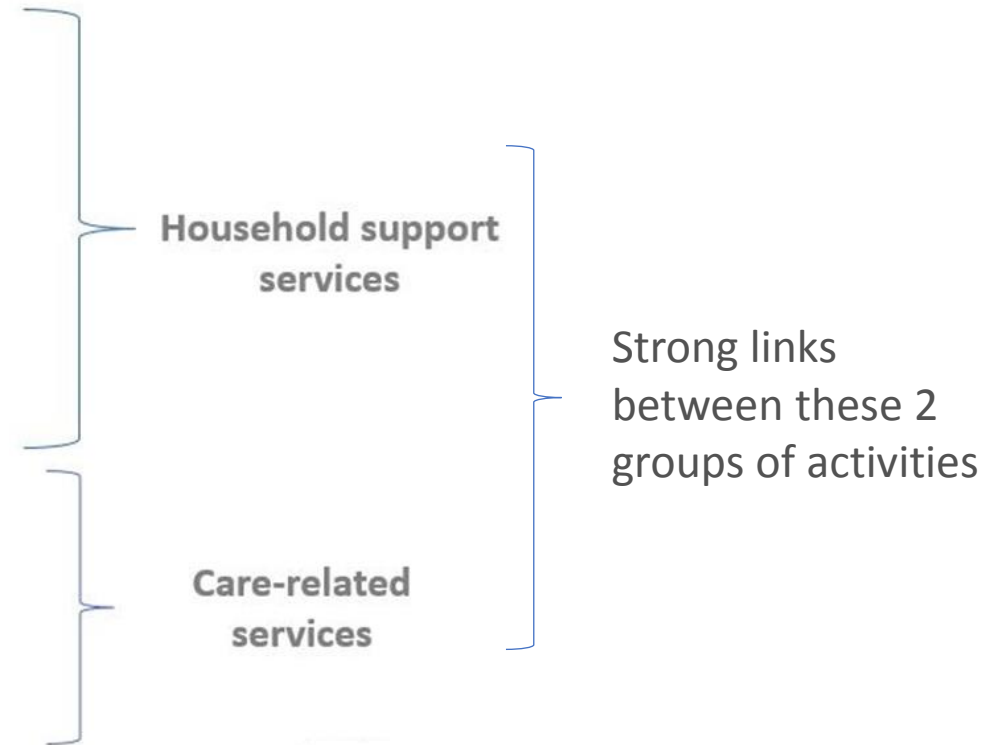 Household support
services
Strong links
between these 2
groups of activities
Care-related
services